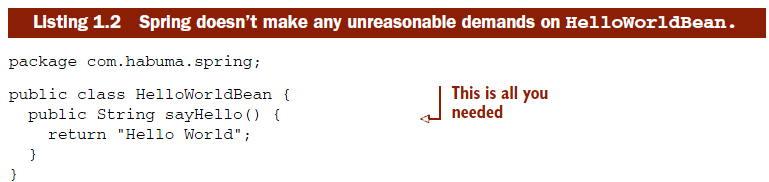 Listing 1.2 Spring doesn't make any unreasonable demands on HelloWorldBean.
package com.habuma.spring;
public class HelloWorldBean {
public String sayHello() {
return "Hello World";
}
}
This is all you
needed